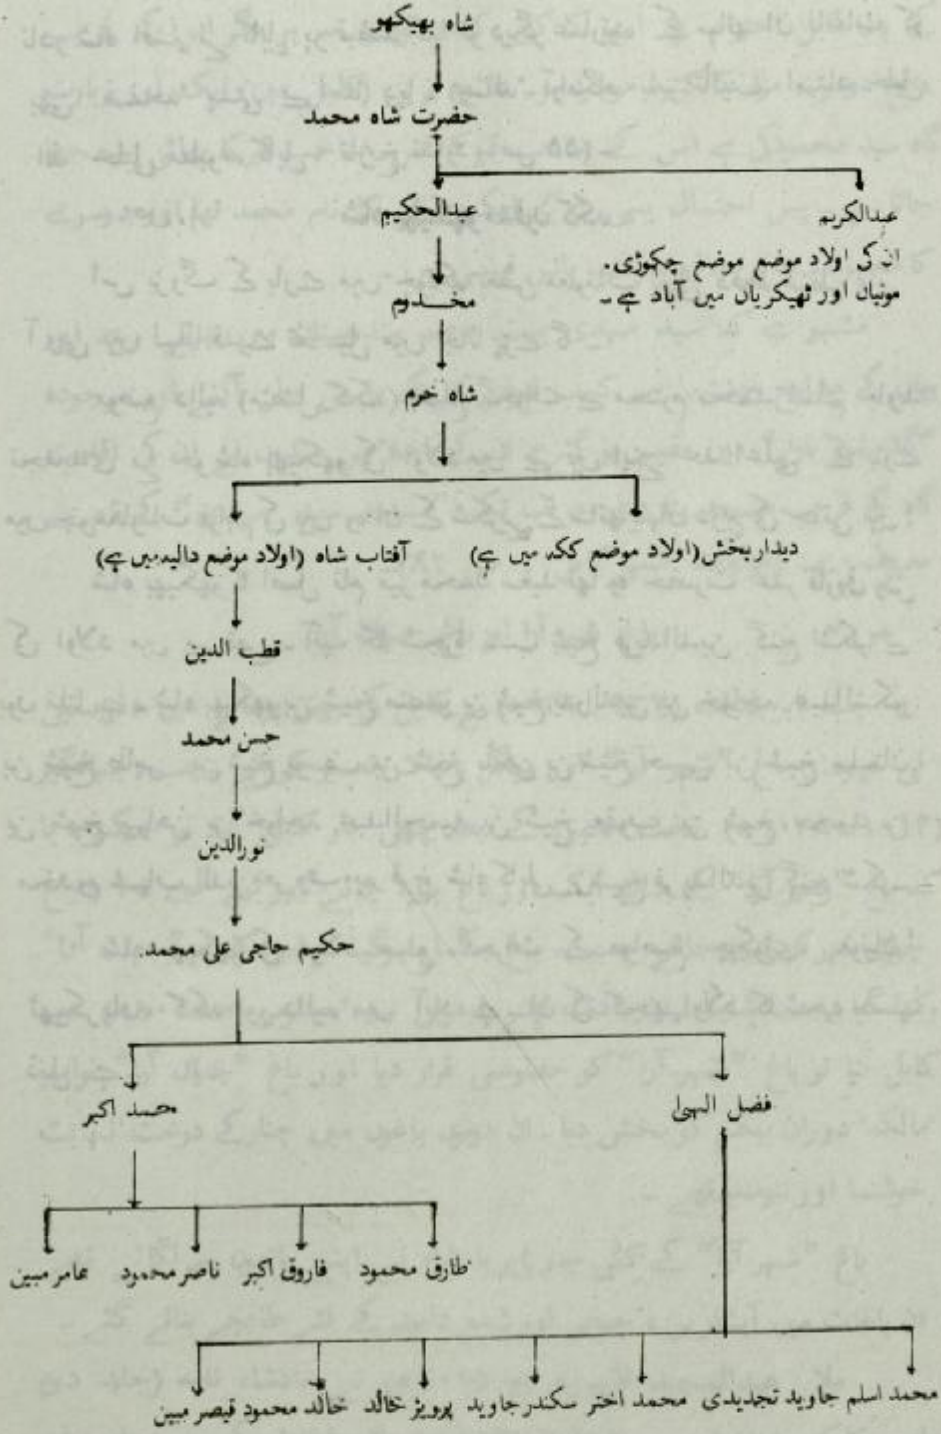 شاہ بھیکھو
حضرت شاہ محمد
عبدالکریم
عبدالحکیم
ان کی اولاد موضع موضع چکوڑی۔
مونیاں اور ٹھیکریاں میں آباد ہے۔
مخدوم
شاہ خرم
دیدار بخش (اولاد موضع ککہ میں ہے)
آفتاب شاہ (اولاد موضع دالیہ میں ہے)
قطب الدین
حسن محمد
نورالدین
حکیم حاجی علی محمد۔
فضل الہیٰ
محمد اکبر
طارق محمود
فاروق اکبر
ناصر محمود
عامر مبین
محمد اسلم جاوید تجدیدی
محمد اختر
سکندر جاوید
پرویز خالد
خالد محمود
قیصر مبین